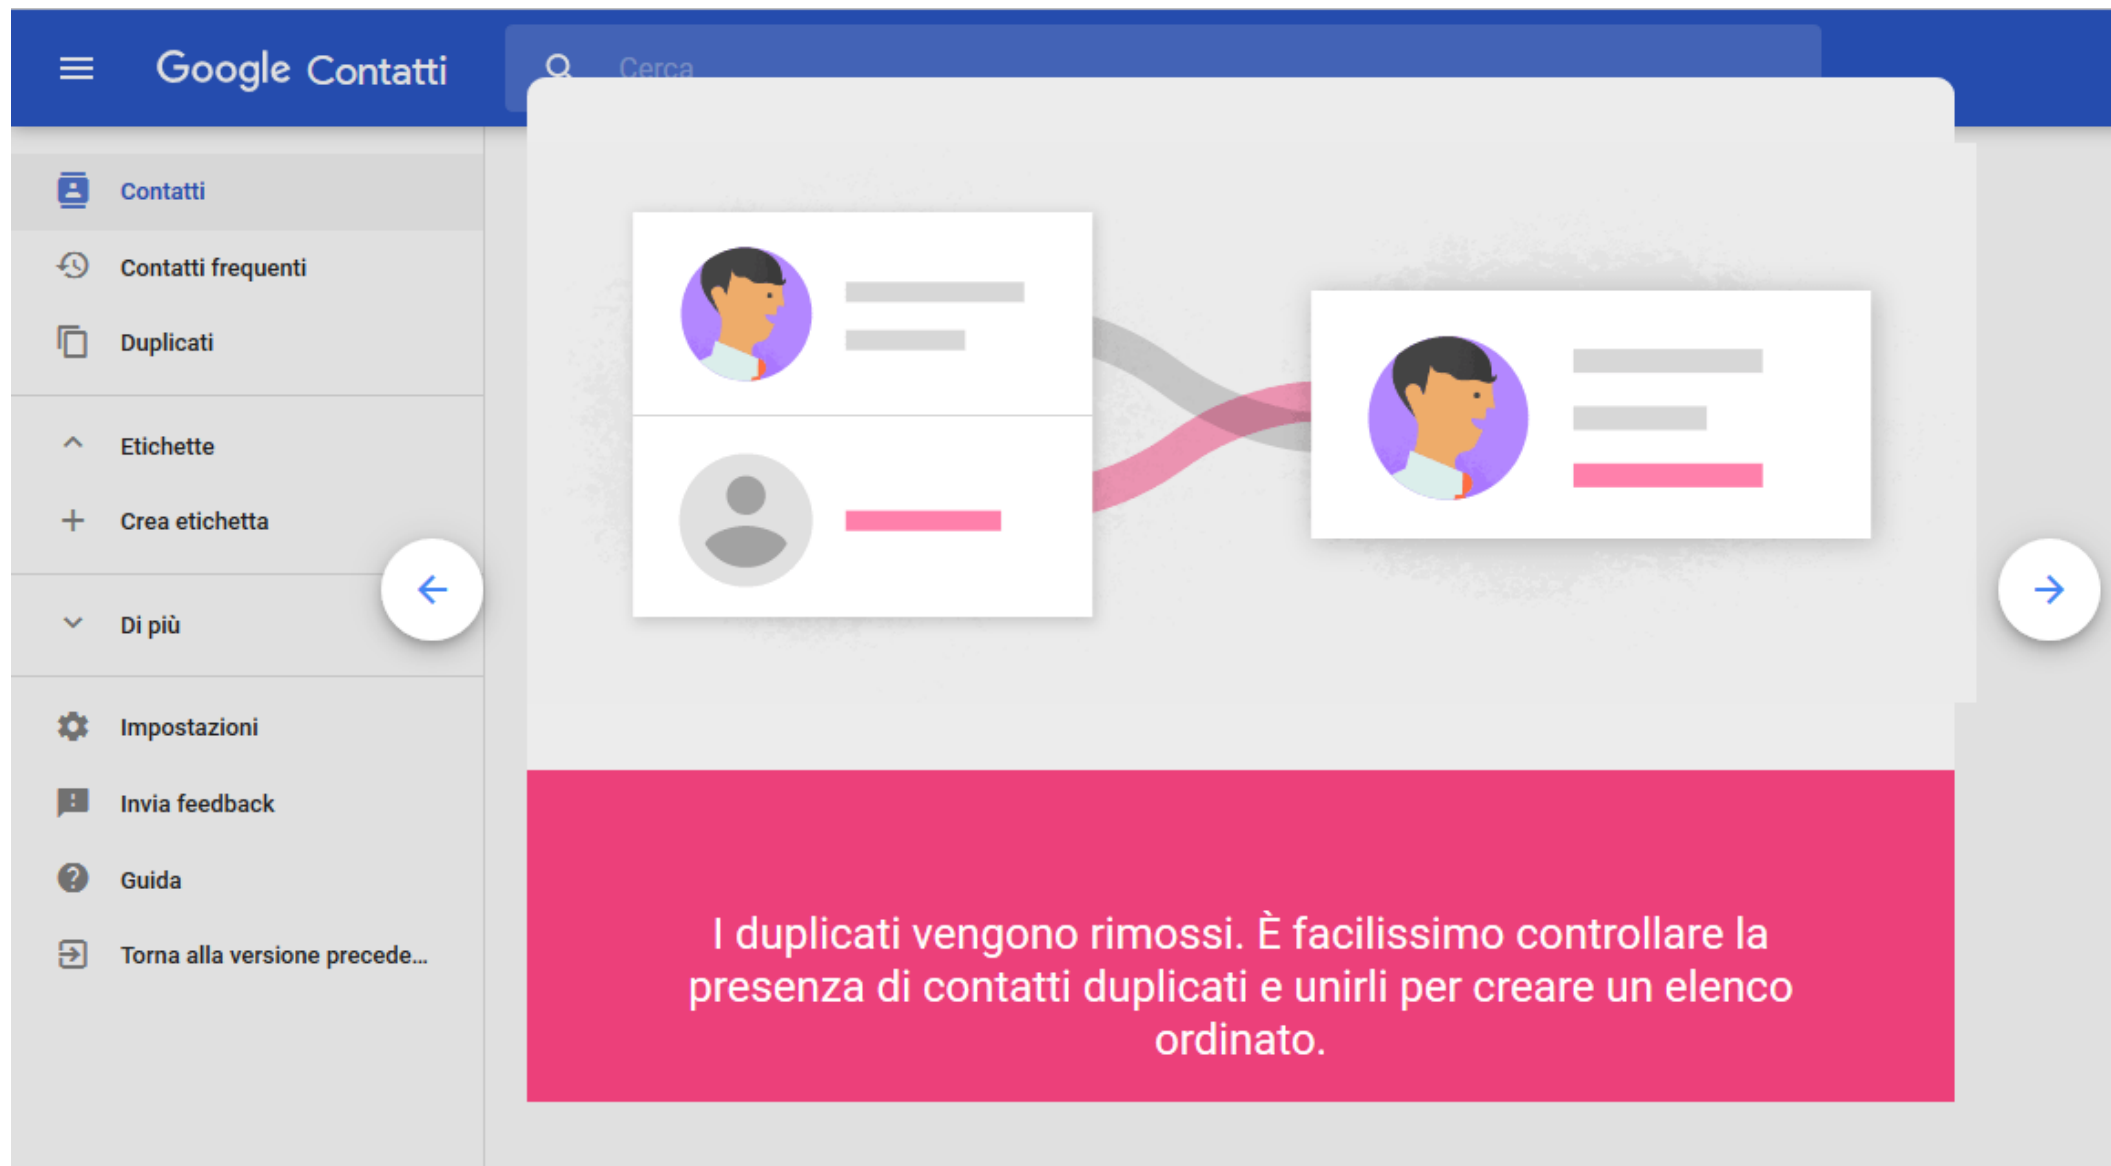 Google Contatti
Cerca
Contatti
Contatti frequenti
Duplicati
Etichette
Crea etichetta
Di più
Impostazioni
Invia feedback
Guida
Torna alla versione precede...
I duplicati vengono rimossi. È facilissimo controllare la
presenza di contatti duplicati e unirli per creare un elenco
ordinato.